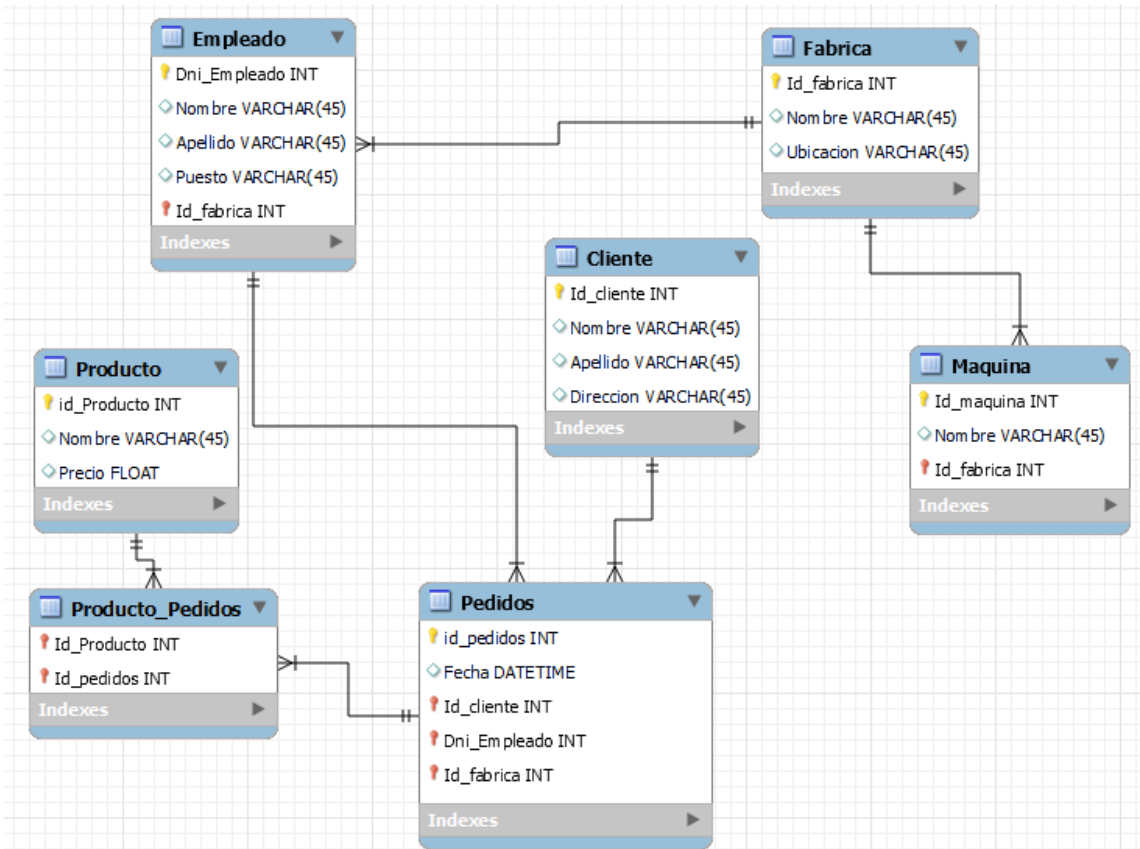 Empleado
Dni_Empleado INT
Nombre VARCHAR(45)
Apellido VARCHAR(45)
Puesto VARCHAR(45)
Id_fabrica INT
Indexes
Fabrica
Id_fabrica INT
Nombre VARCHAR(45)
Ubicacion VARCHAR(45)
Indexes
Cliente
Id_cliente INT
Nombre VARCHAR(45)
Apellido VARCHAR(45)
Direccion VARCHAR(45)
Indexes
Producto
id_Producto INT
Nombre VARCHAR(45)
Precio FLOAT
Indexes
Maquina
Id_maquina INT
Nombre VARCHAR(45)
Id_fabrica INT
Indexes
Producto_Pedidos
Id_Producto INT
Id_pedidos INT
Indexes
Pedidos
id_pedidos INT
Fecha DATETIME
Id_cliente INT
Dni_Empleado INT
Id_fabrica INT
Indexes